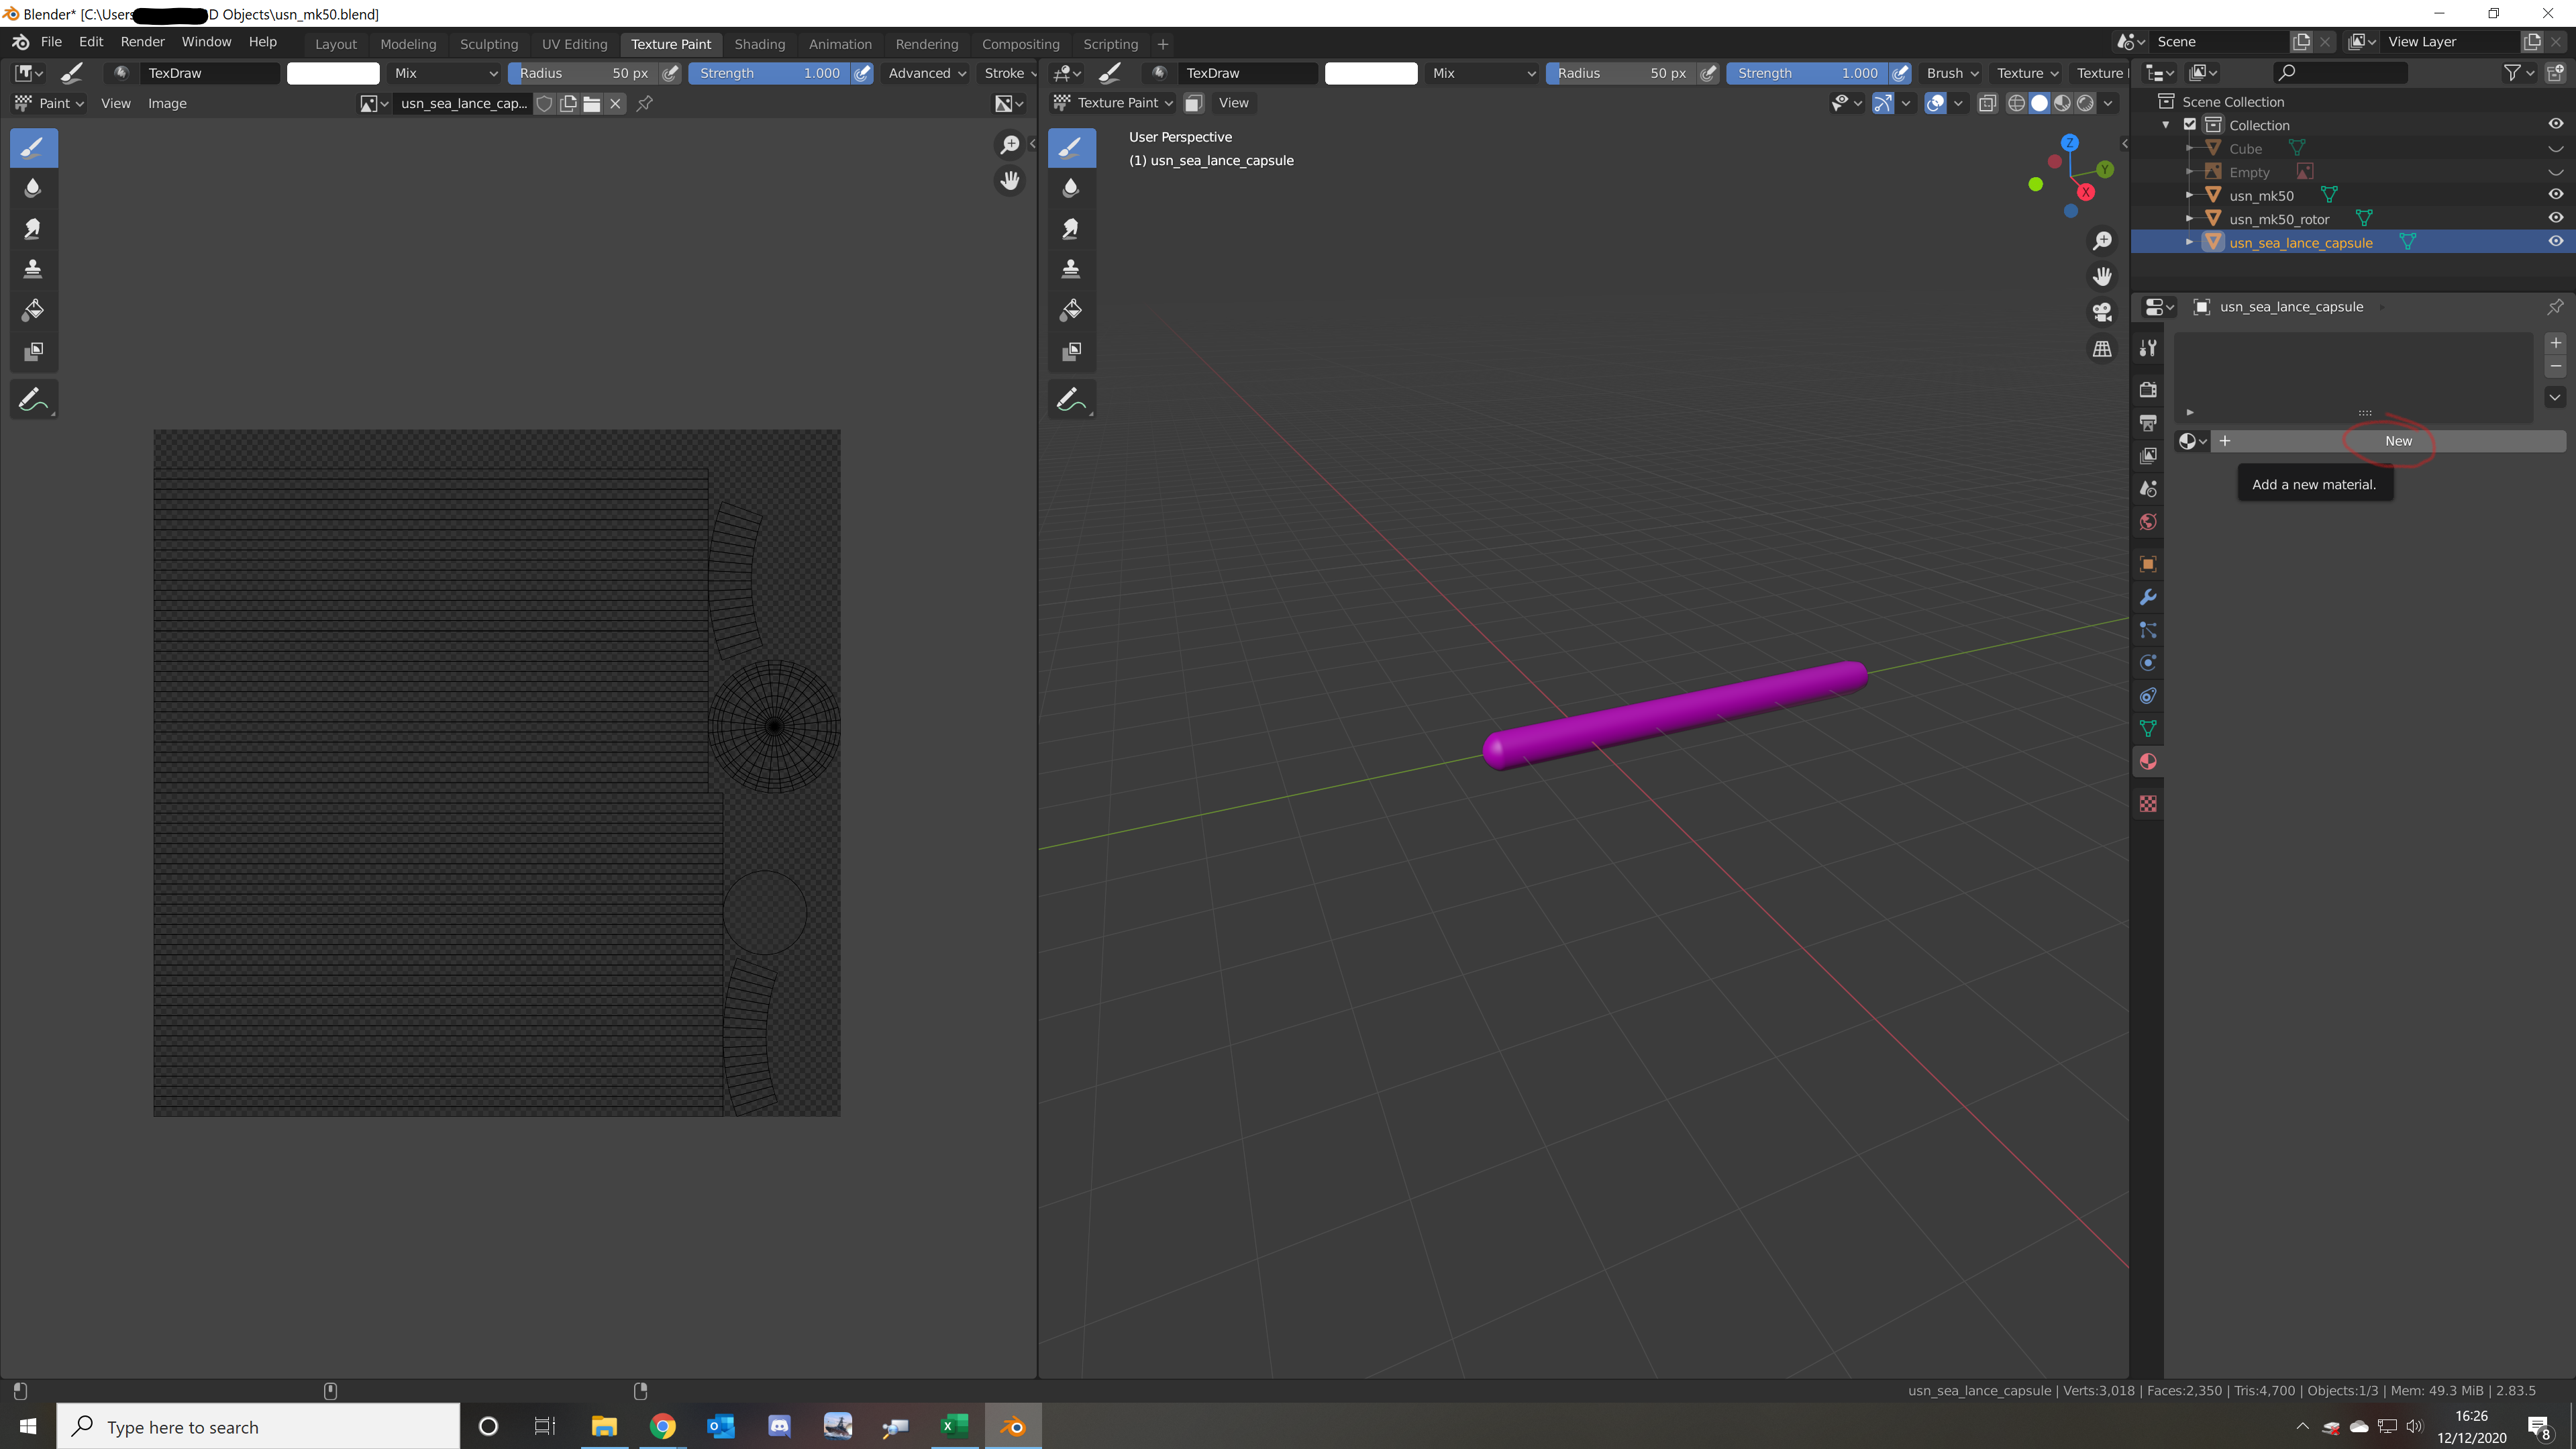 Blender* [C:\Users D Objects\usn_mk50.blend]
File Edit Render Window Help Layout Modeling Sculpting UV Editing Texture Paint Shading Animation Rendering Compositing Scripting + Scene View Layer
TexDraw Mix Radius 50 px Strength 1.000 Advanced Stroke
TexDraw Mix Radius 50 px Strength 1.000 Brush Texture Texture
Paint View Image usn_sea_lance_cap...
Texture Paint View
User Perspective
(1) usn_sea_lance_capsule
Z
Y
X
Scene Collection
Collection
Cube
Empty
usn_mk50
usn_mk50_rotor
usn_sea_lance_capsule
usn_sea_lance_capsule
+ New
Add a new material.
usn_sea_lance_capsule | Verts:3,018 | Faces:2,350 | Tris:4,700 | Objects:1/3 | Mem: 49.3 MiB | 2.83.5
Type here to search
16:26
12/12/2020
8